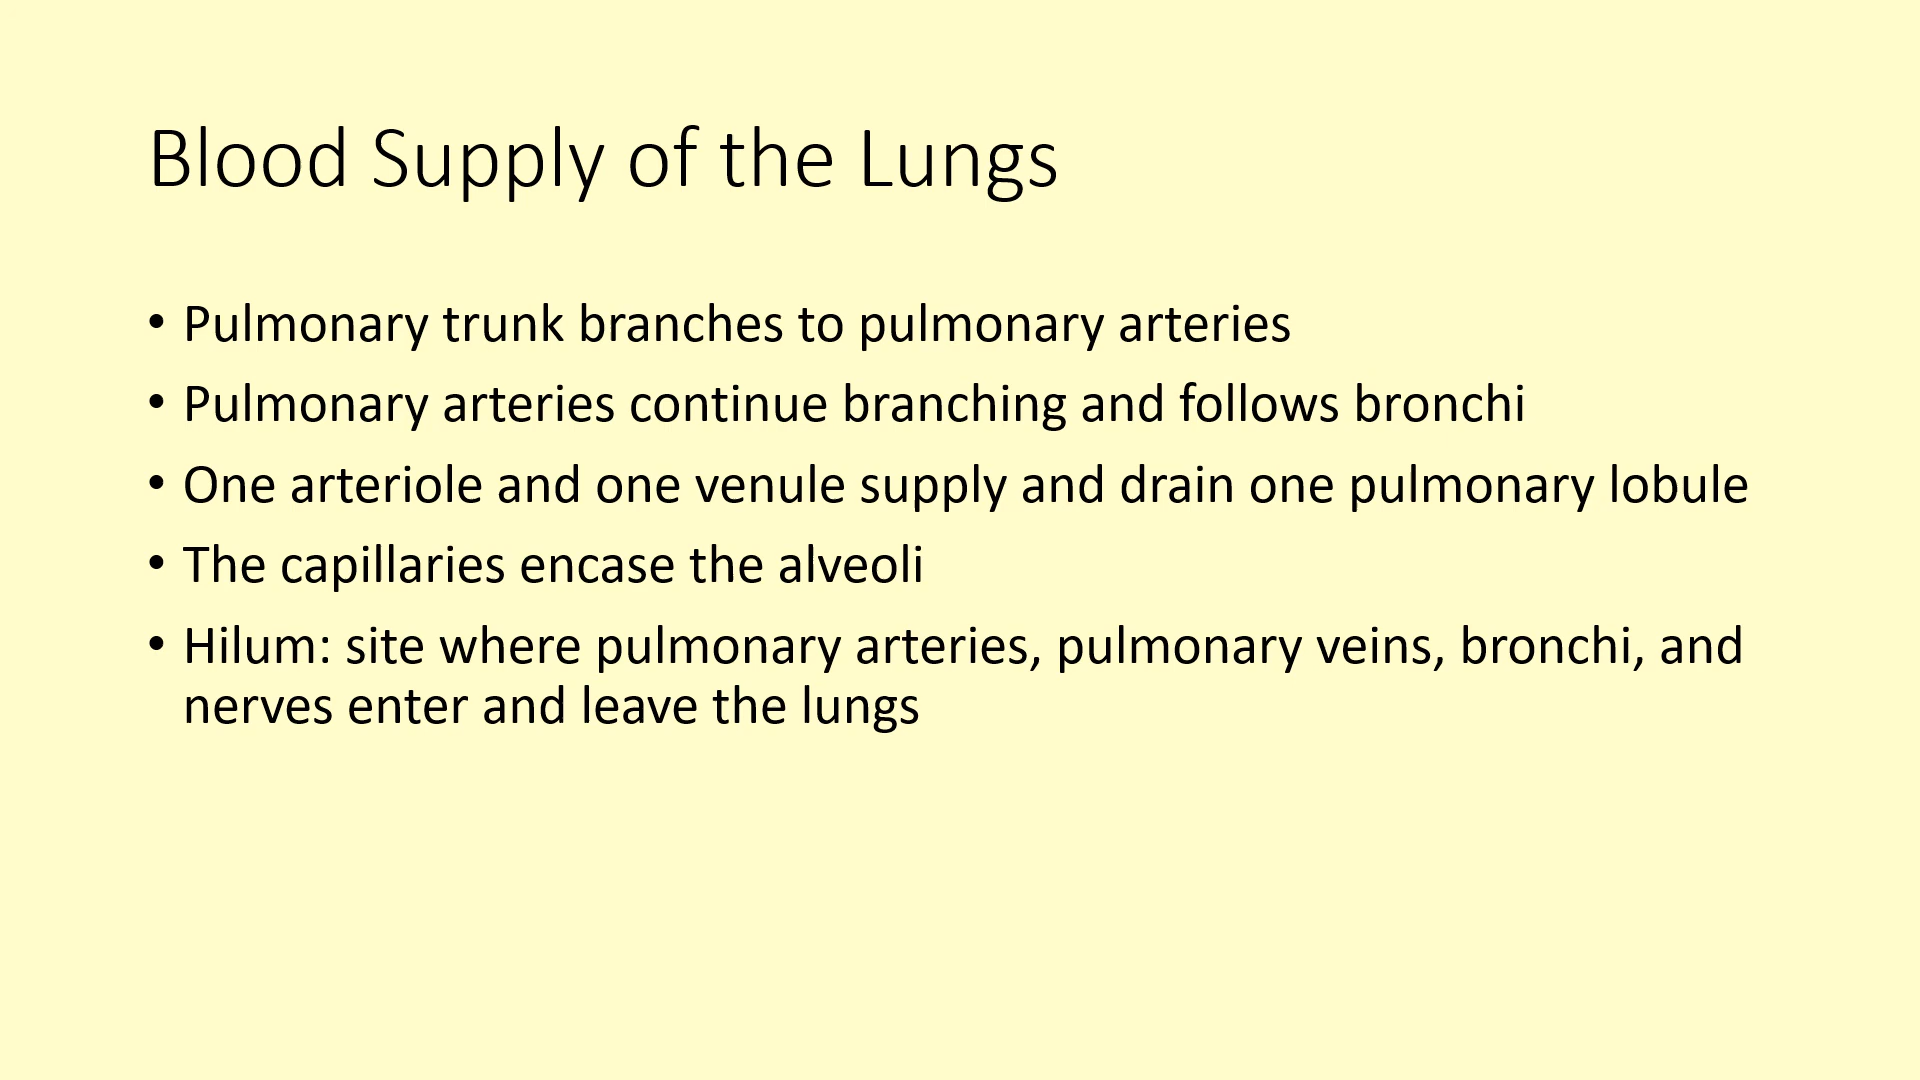 Blood Supply of the Lungs
• Pulmonary trunk branches to pulmonary arteries
• Pulmonary arteries continue branching and follows bronchi
• One arteriole and one venule supply and drain one pulmonary lobule
• The capillaries encase the alveoli
• Hilum: site where pulmonary arteries, pulmonary veins, bronchi, and
nerves enter and leave the lungs